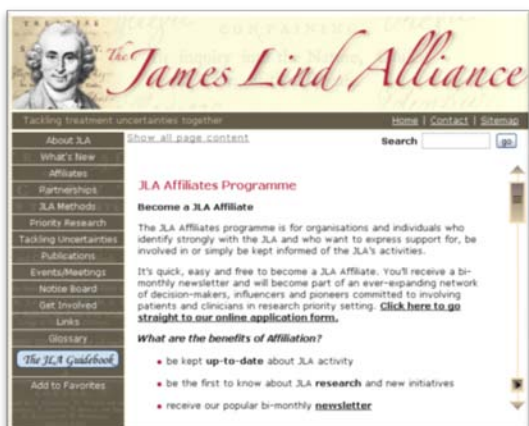 The James Lind Alliance
Tackling treatment uncertainties together
Home | Contact | Sitemap
About JLA
What's New
Affiliates
Partnerships
JLA Methods
Priority Research
Tackling Uncertainties
Publications
Events/Meetings
Notice Board
Get Involved
Links
Glossary
The JLA Guidebook
Add to Favorites
Show all page content
Search
go
JLA Affiliates Programme
Become a JLA Affiliate
The JLA Affiliates programme is for organisations and individuals who
identify strongly with the JLA and who want to express support for, be
involved in or simply be kept informed of the JLA's activities.
It's quick, easy and free to become a JLA Affiliate. You'll receive a bi-
monthly newsletter and will become part of an ever-expanding network
of decision-makers, influencers and pioneers committed to involving
patients and clinicians in research priority setting. Click here to go
straight to our online application form.
What are the benefits of Affiliation?
be kept up-to-date about JLA activity
be the first to know about JLA research and new initiatives
receive our popular bi-monthly newsletter